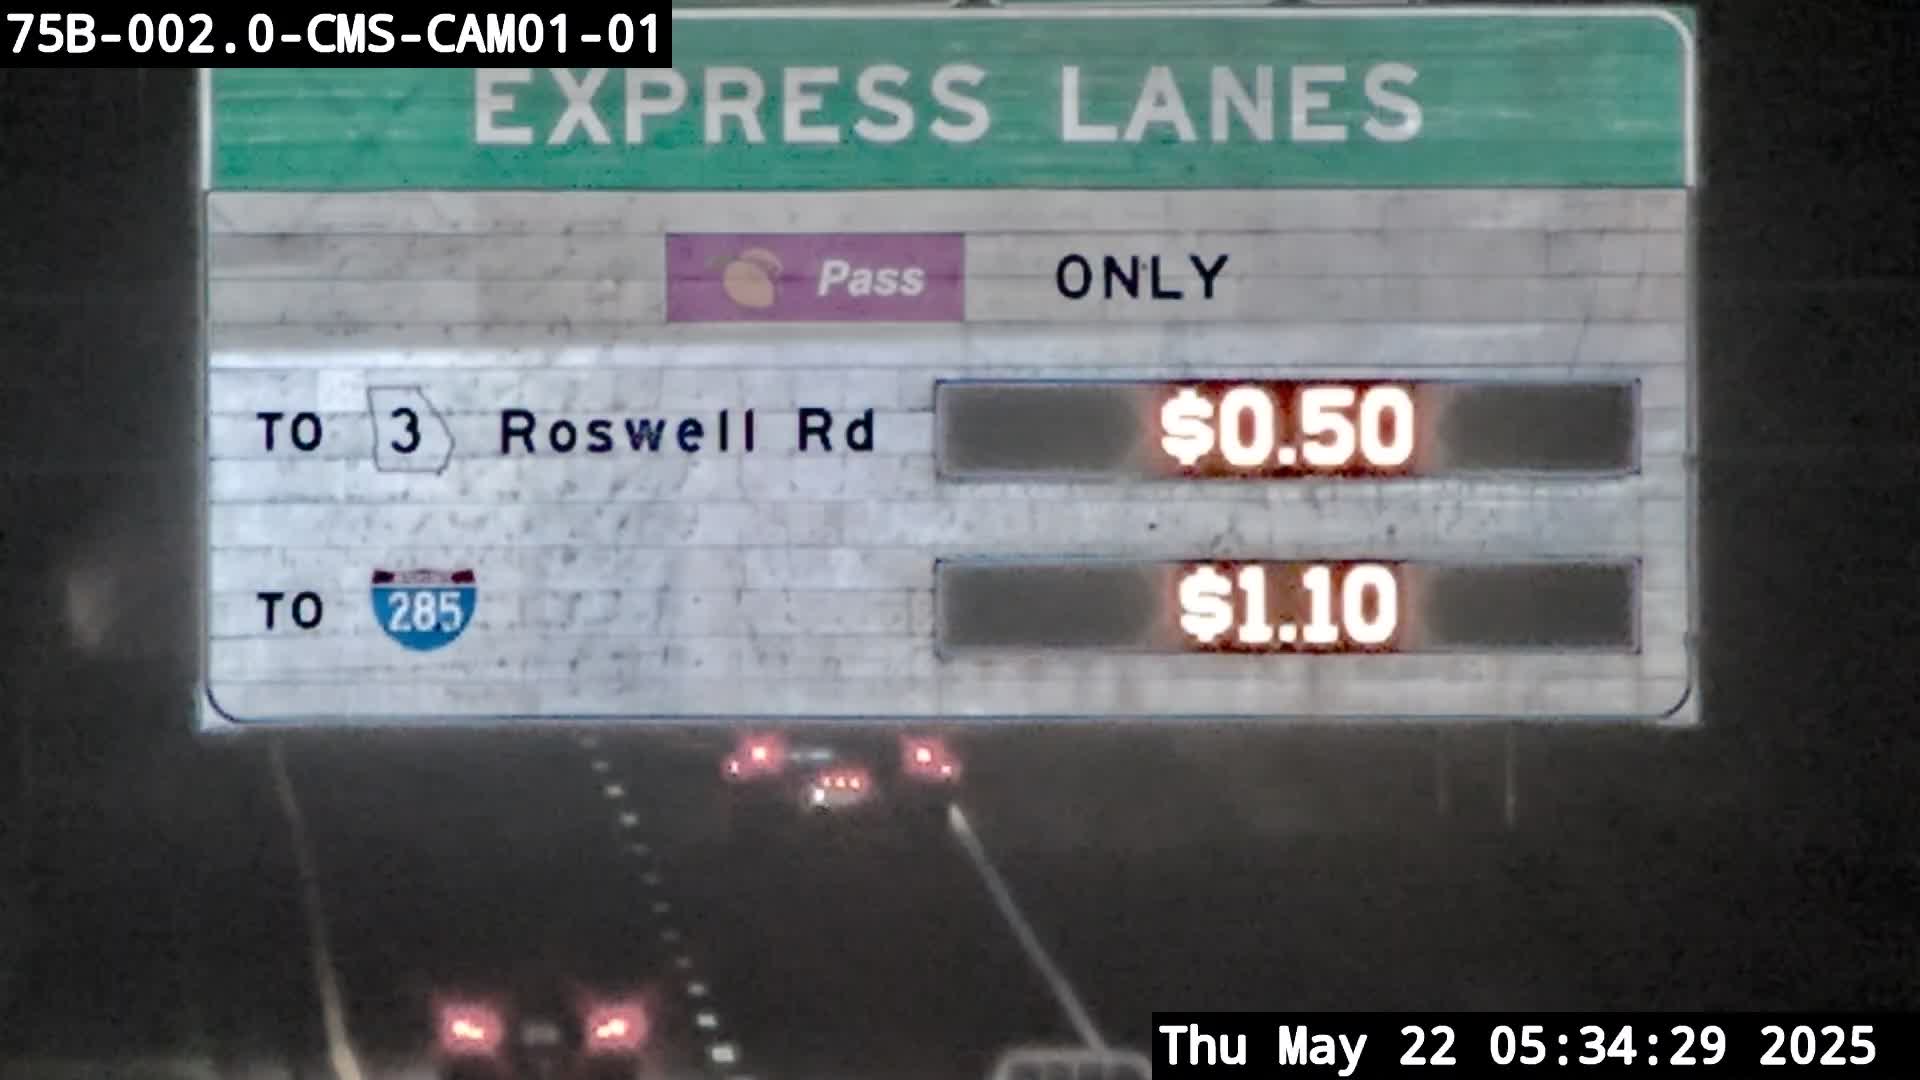 75B-002.0-CMS-CAM01-01
EXPRESS LANES
Pass ONLY
TO 3 Roswell Rd $0.50
TO 285 $1.10
Thu May 22 05:34:29 2025